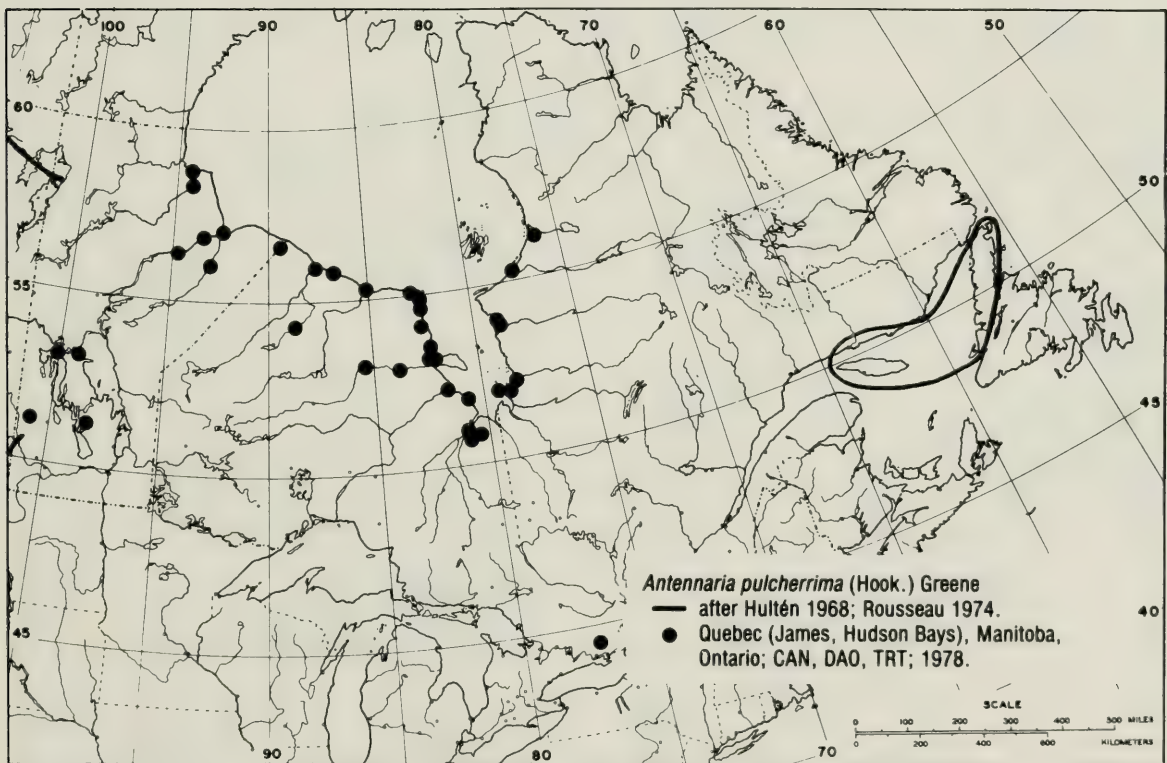 100
90
80
70
60
50
60
50
55
45
40
45
90
80
70
Antennaria pulcherrima (Hook.) Greene
after Hultén 1968; Rousseau 1974.
Quebec (James, Hudson Bays), Manitoba,
Ontario; CAN, DAO, TRT; 1978.
SCALE
0 100 200 300 400 500 MILES
0 200 400 600 KILOMETERS